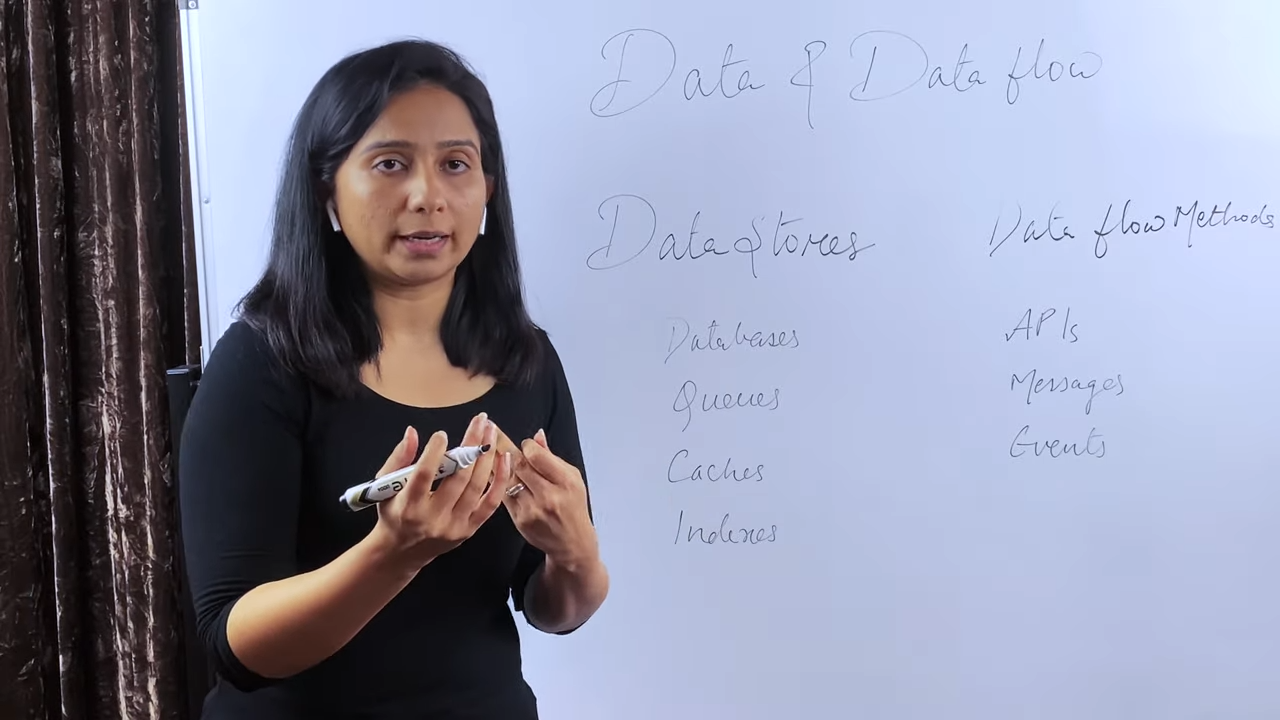 Data & Data flow
Data Stores
Databases
Queues
Caches
Indexes
Data flow Methods
APIs
Messages
Events